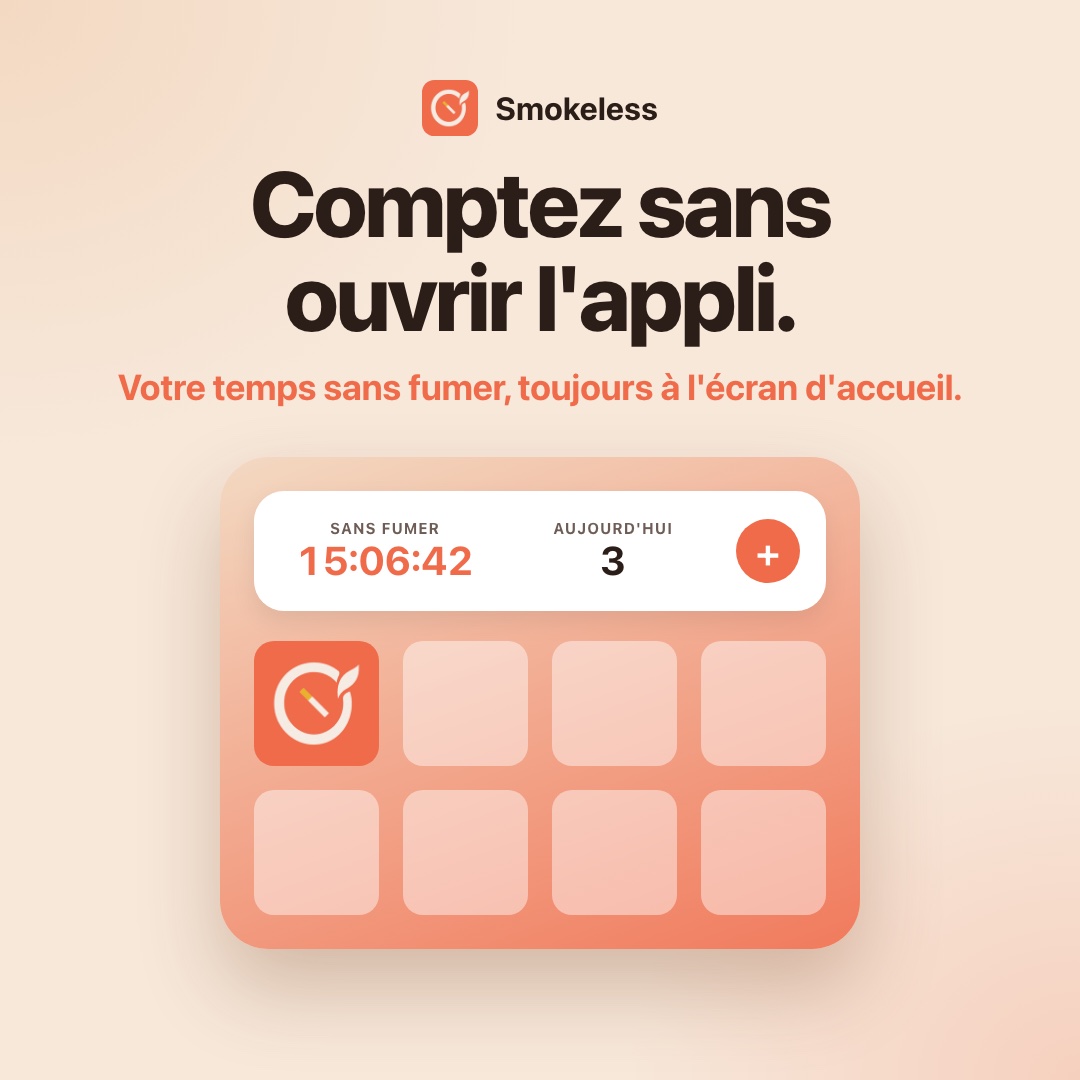 Smokeless
Comptez sans
ouvrir l'appli.
Votre temps sans fumer, toujours à l'écran d'accueil.
SANS FUMER
15:06:42
AUJOURD'HUI
3
+